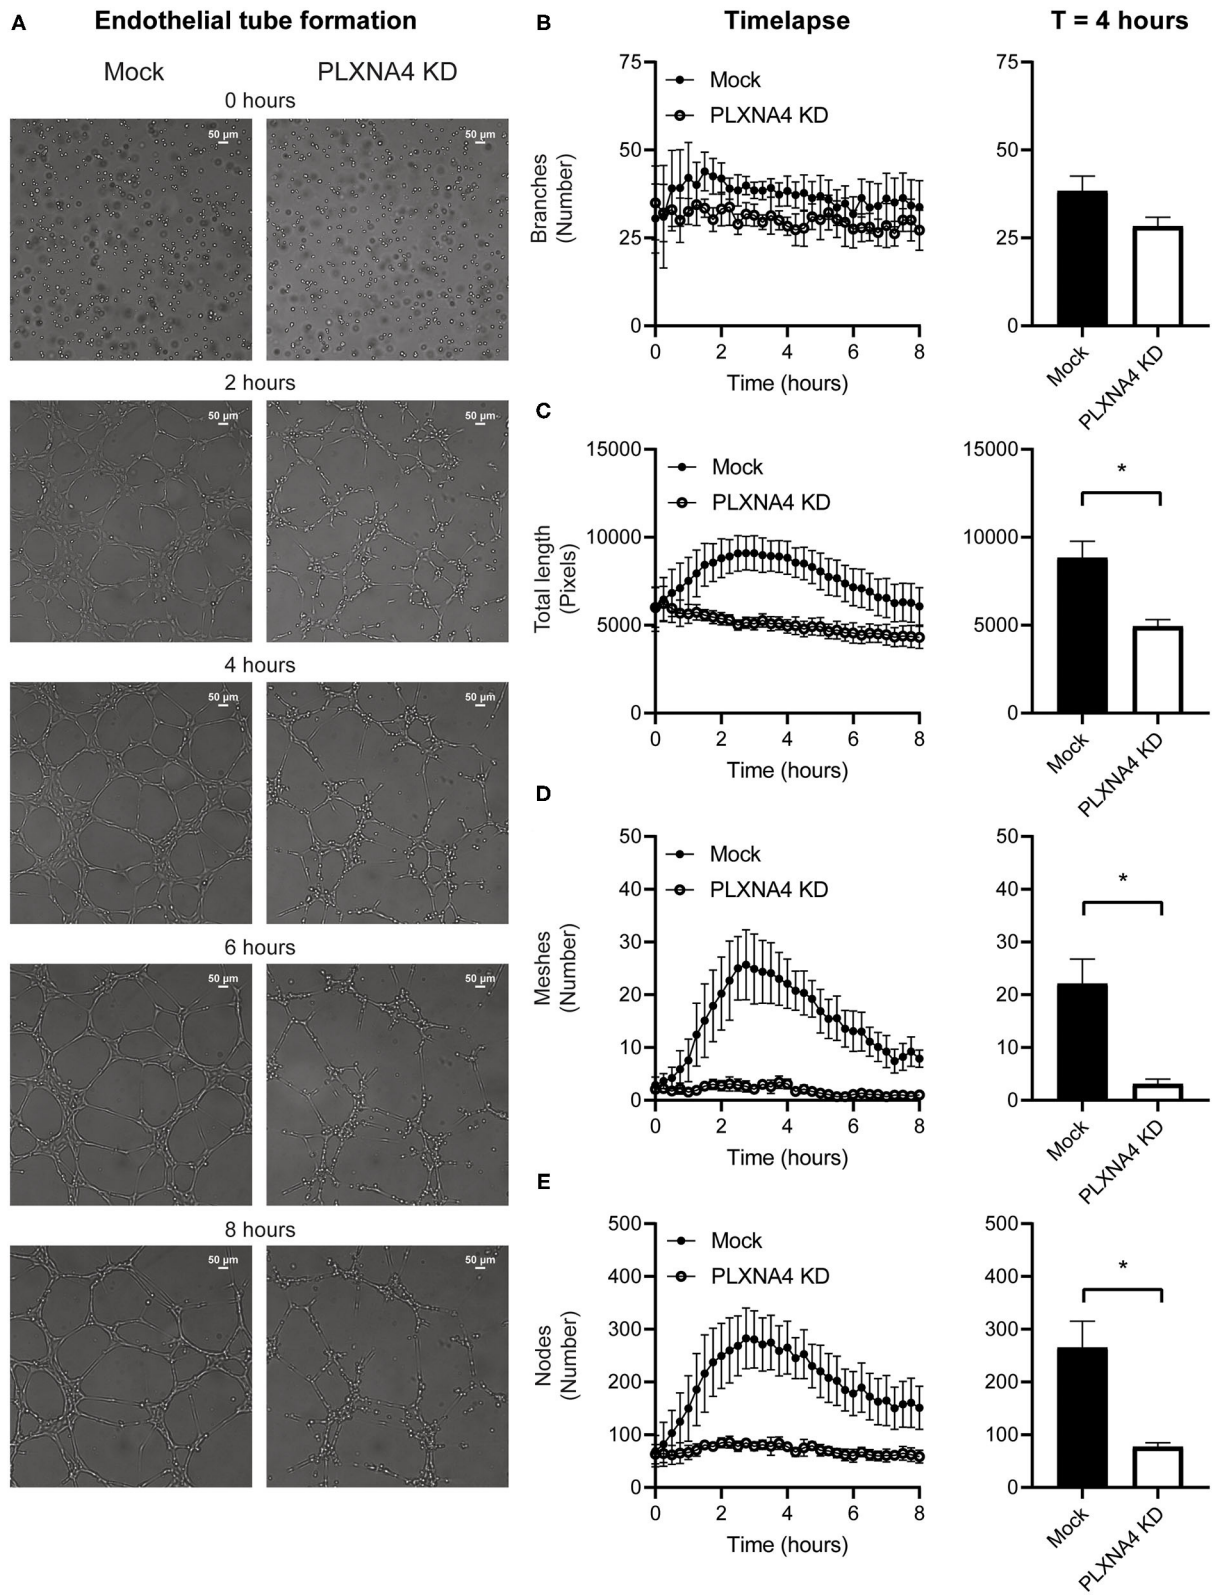 A
Endothelial tube formation
Mock
PLXNA4 KD
0 hours
50 µm
50 µm
2 hours
50 µm
50 µm
4 hours
50 µm
50 µm
6 hours
50 µm
50 µm
8 hours
50 µm
50 µm
B
Timelapse
T = 4 hours
Branches
(Number)
75
50
25
0
Mock
PLXNA4 KD
0 2 4 6 8
Time (hours)
75
50
25
0
Mock
PLXNA4 KD
C
Total length
(Pixels)
15000
10000
5000
0
Mock
PLXNA4 KD
0 2 4 6 8
Time (hours)
15000
10000
5000
0
*
Mock
PLXNA4 KD
D
Meshes
(Number)
50
40
30
20
10
0
Mock
PLXNA4 KD
0 2 4 6 8
Time (hours)
50
40
30
20
10
0
*
Mock
PLXNA4 KD
E
Nodes
(Number)
500
400
300
200
100
0
Mock
PLXNA4 KD
0 2 4 6 8
Time (hours)
500
400
300
200
100
0
*
Mock
PLXNA4 KD